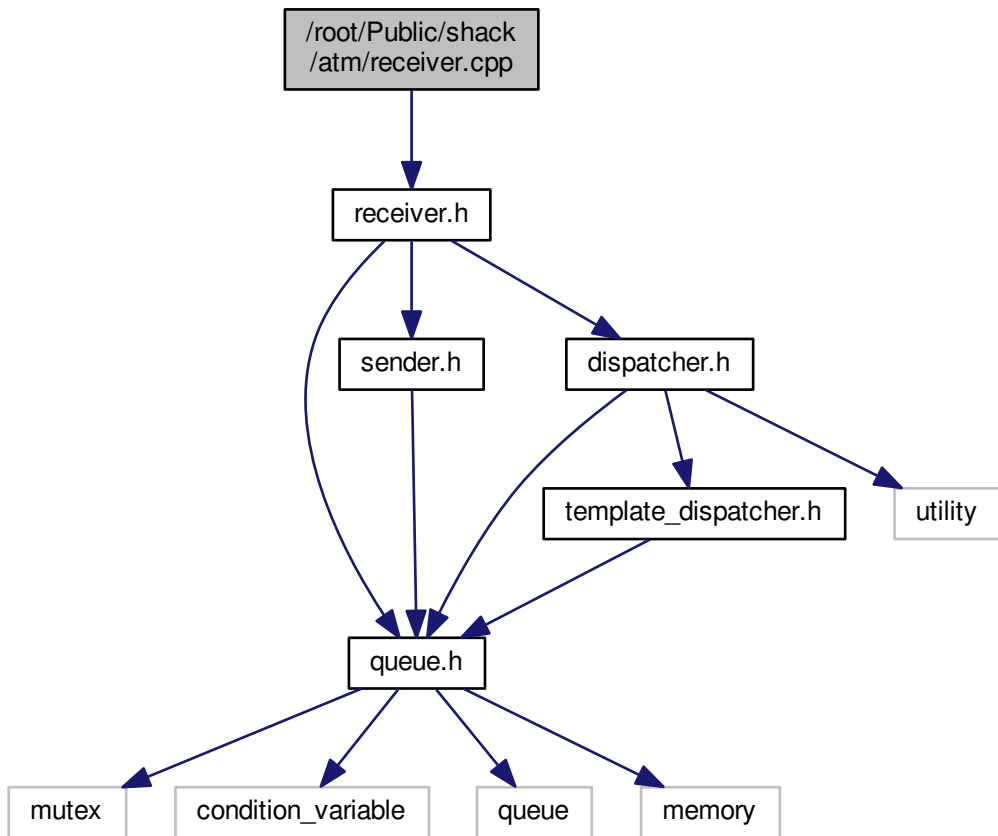 /root/Public/shack
/atm/receiver.cpp
receiver.h
sender.h
dispatcher.h
template_dispatcher.h
utility
queue.h
mutex
condition_variable
queue
memory